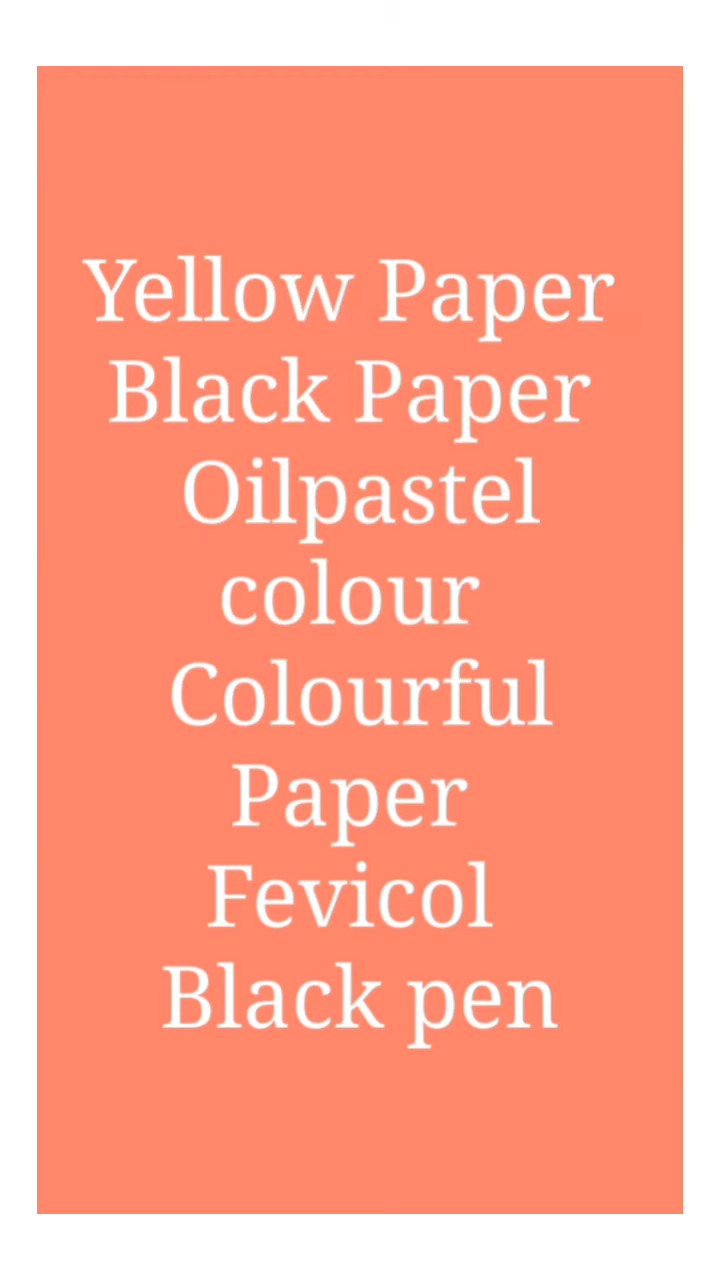 Yellow Paper
Black Paper
Oilpastel
colour
Colourful
Paper
Fevicol
Black pen